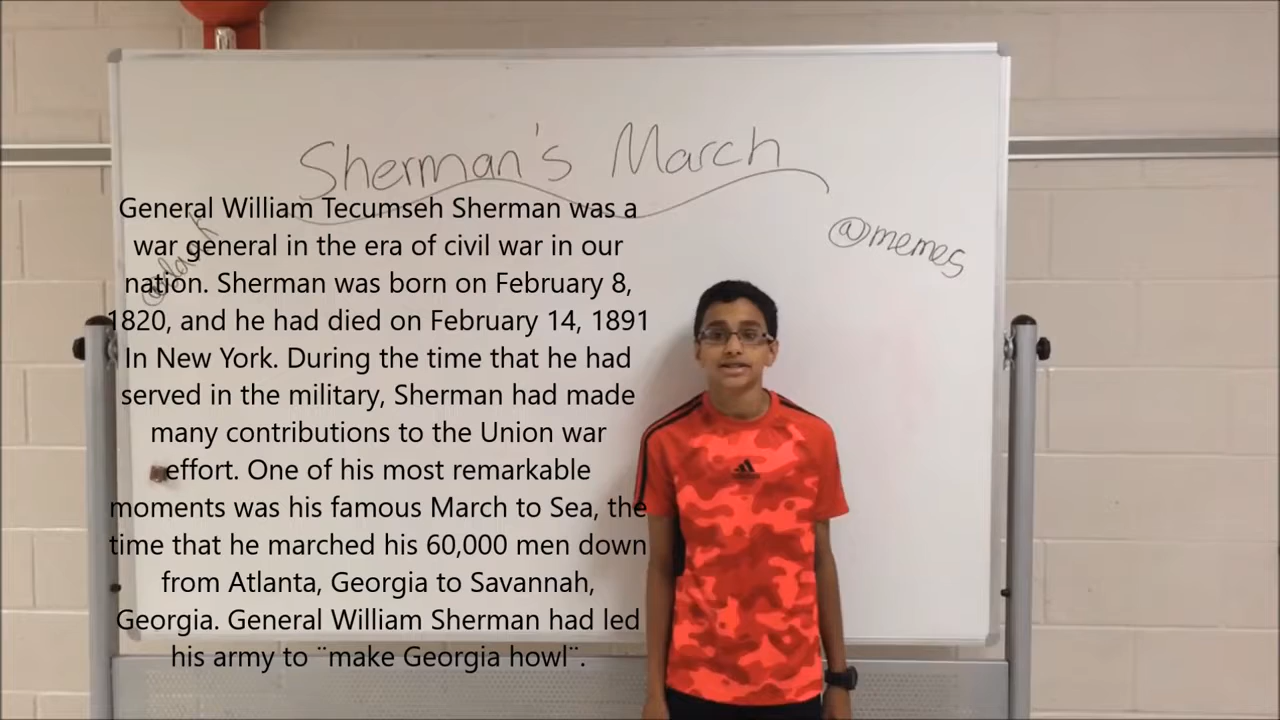 Sherman's March
@memes
General William Tecumseh Sherman was a
war general in the era of civil war in our
nation. Sherman was born on February 8,
1820, and he had died on February 14, 1891
In New York. During the time that he had
served in the military, Sherman had made
many contributions to the Union war
effort. One of his most remarkable
moments was his famous March to Sea, the
time that he marched his 60,000 men down
from Atlanta, Georgia to Savannah,
Georgia. General William Sherman had led
his army to ¨make Georgia howl¨.